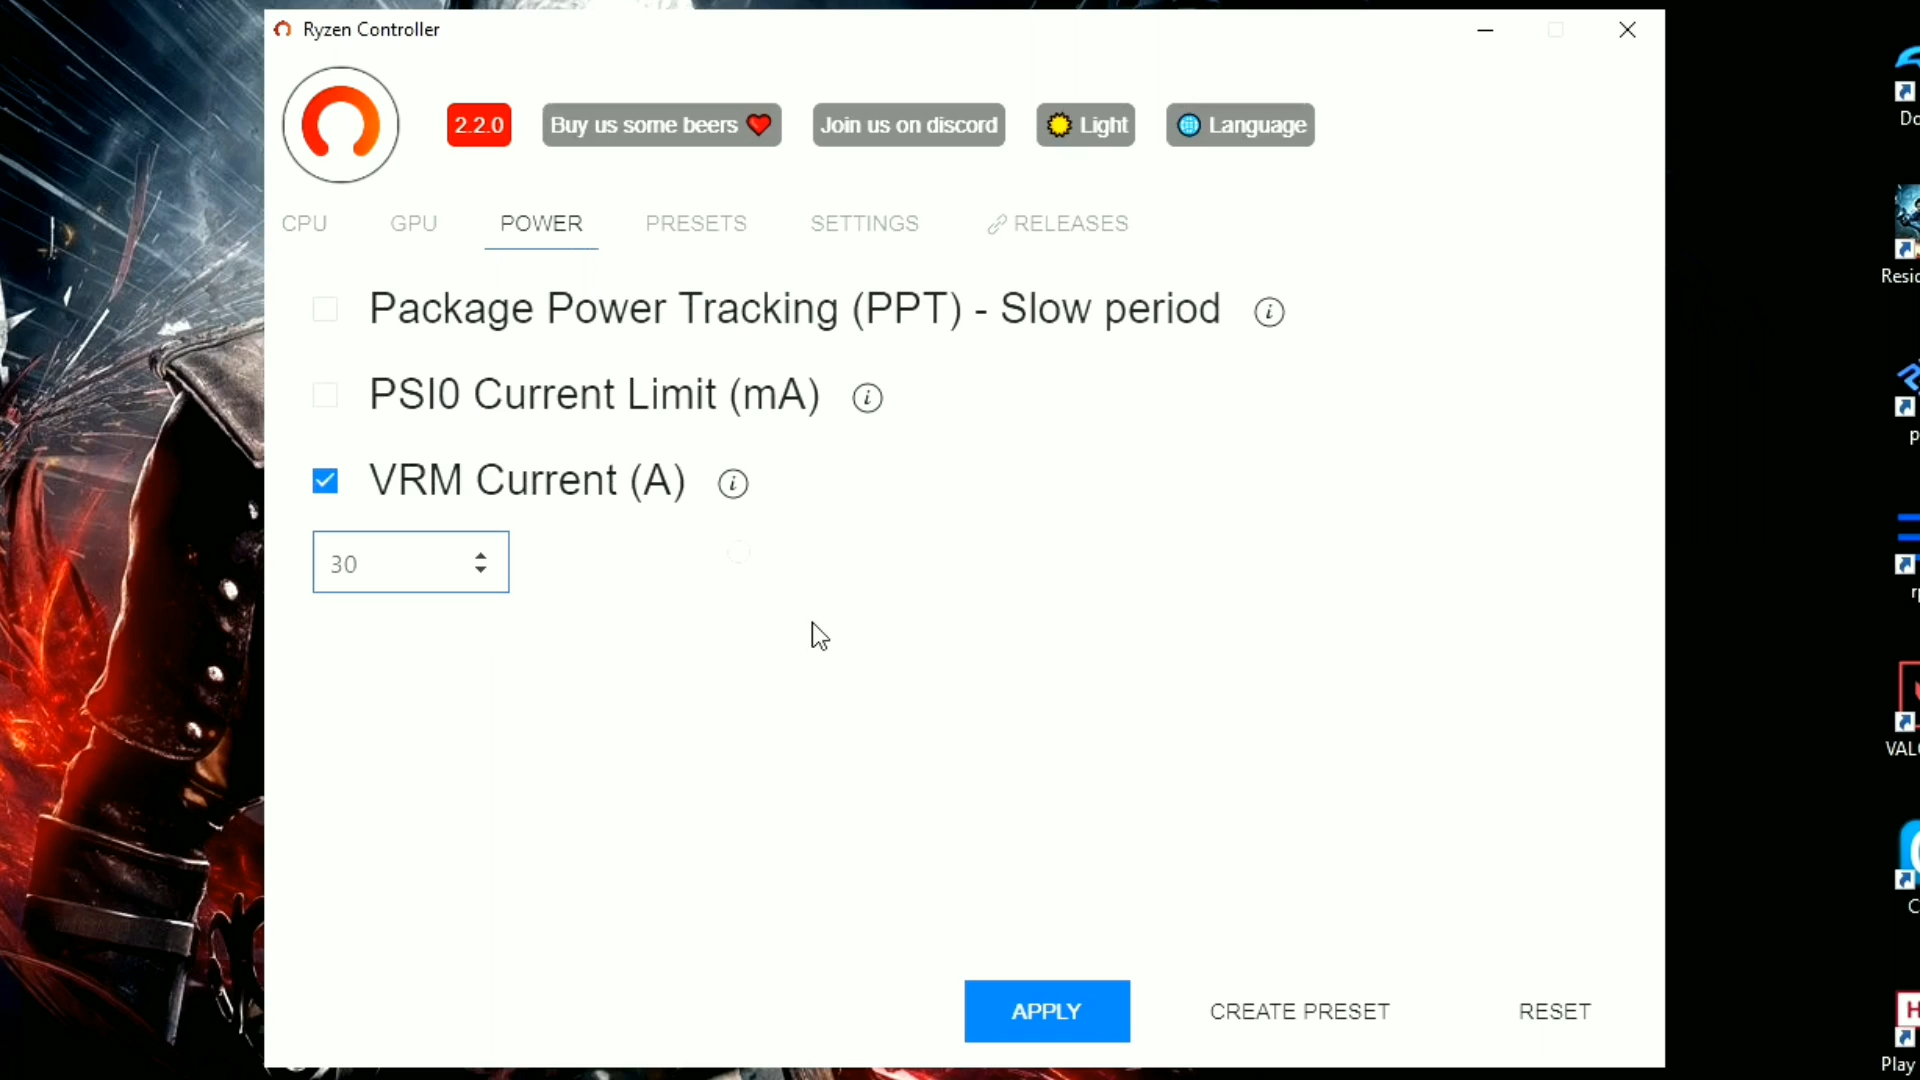 Ryzen Controller
2.2.0
Buy us some beers
Join us on discord
Light
Language
CPU
GPU
POWER
PRESETS
SETTINGS
RELEASES
Package Power Tracking (PPT) - Slow period
PSI0 Current Limit (mA)
VRM Current (A)
30
APPLY
CREATE PRESET
RESET
Do
Resid
VAL
Play